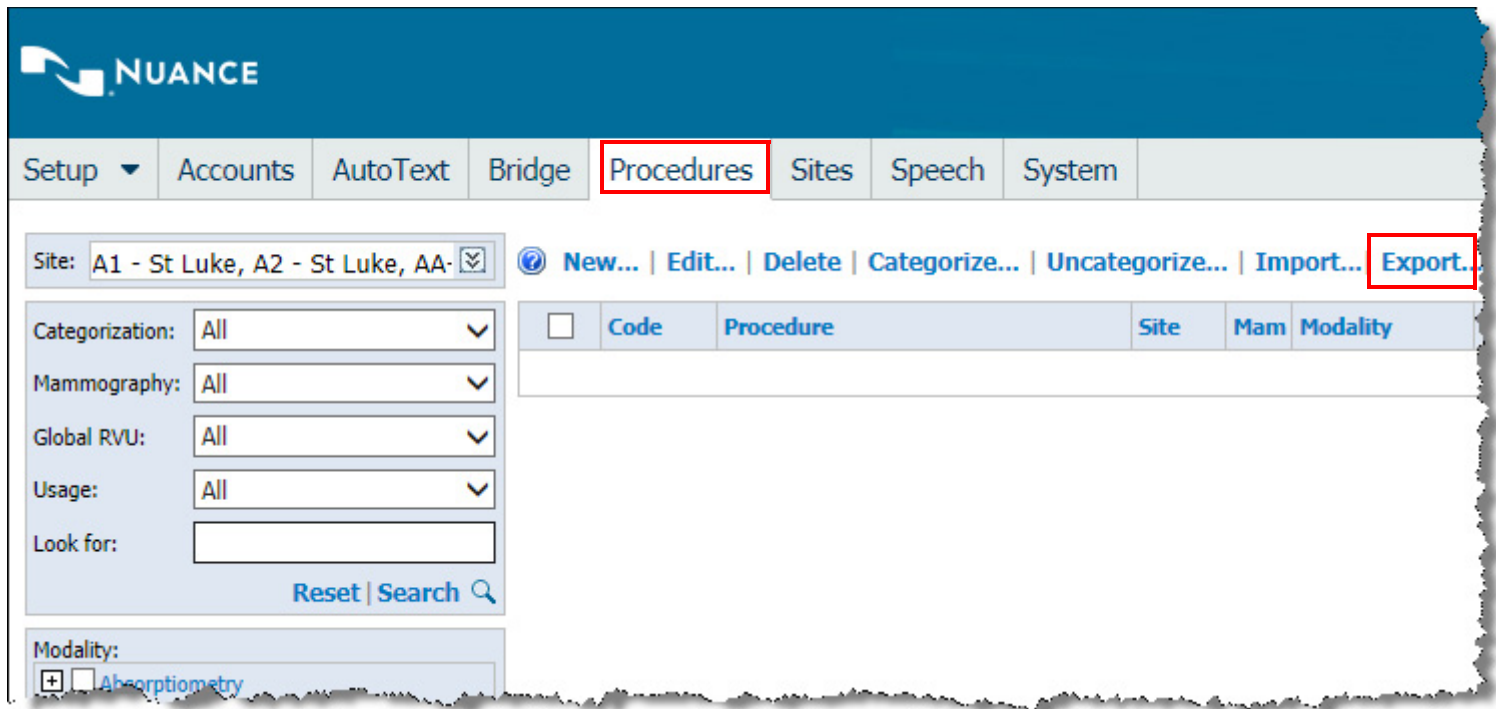 NUANCE
Setup Accounts AutoText Bridge Procedures Sites Speech System
Site: A1 - St Luke, A2 - St Luke, AA-
New... | Edit... | Delete | Categorize... | Uncategorize... | Import... | Export...
Code Procedure Site Mam Modality
Categorization: All
Mammography: All
Global RVU: All
Usage: All
Look for:
Reset | Search
Modality:
Absorptiometry